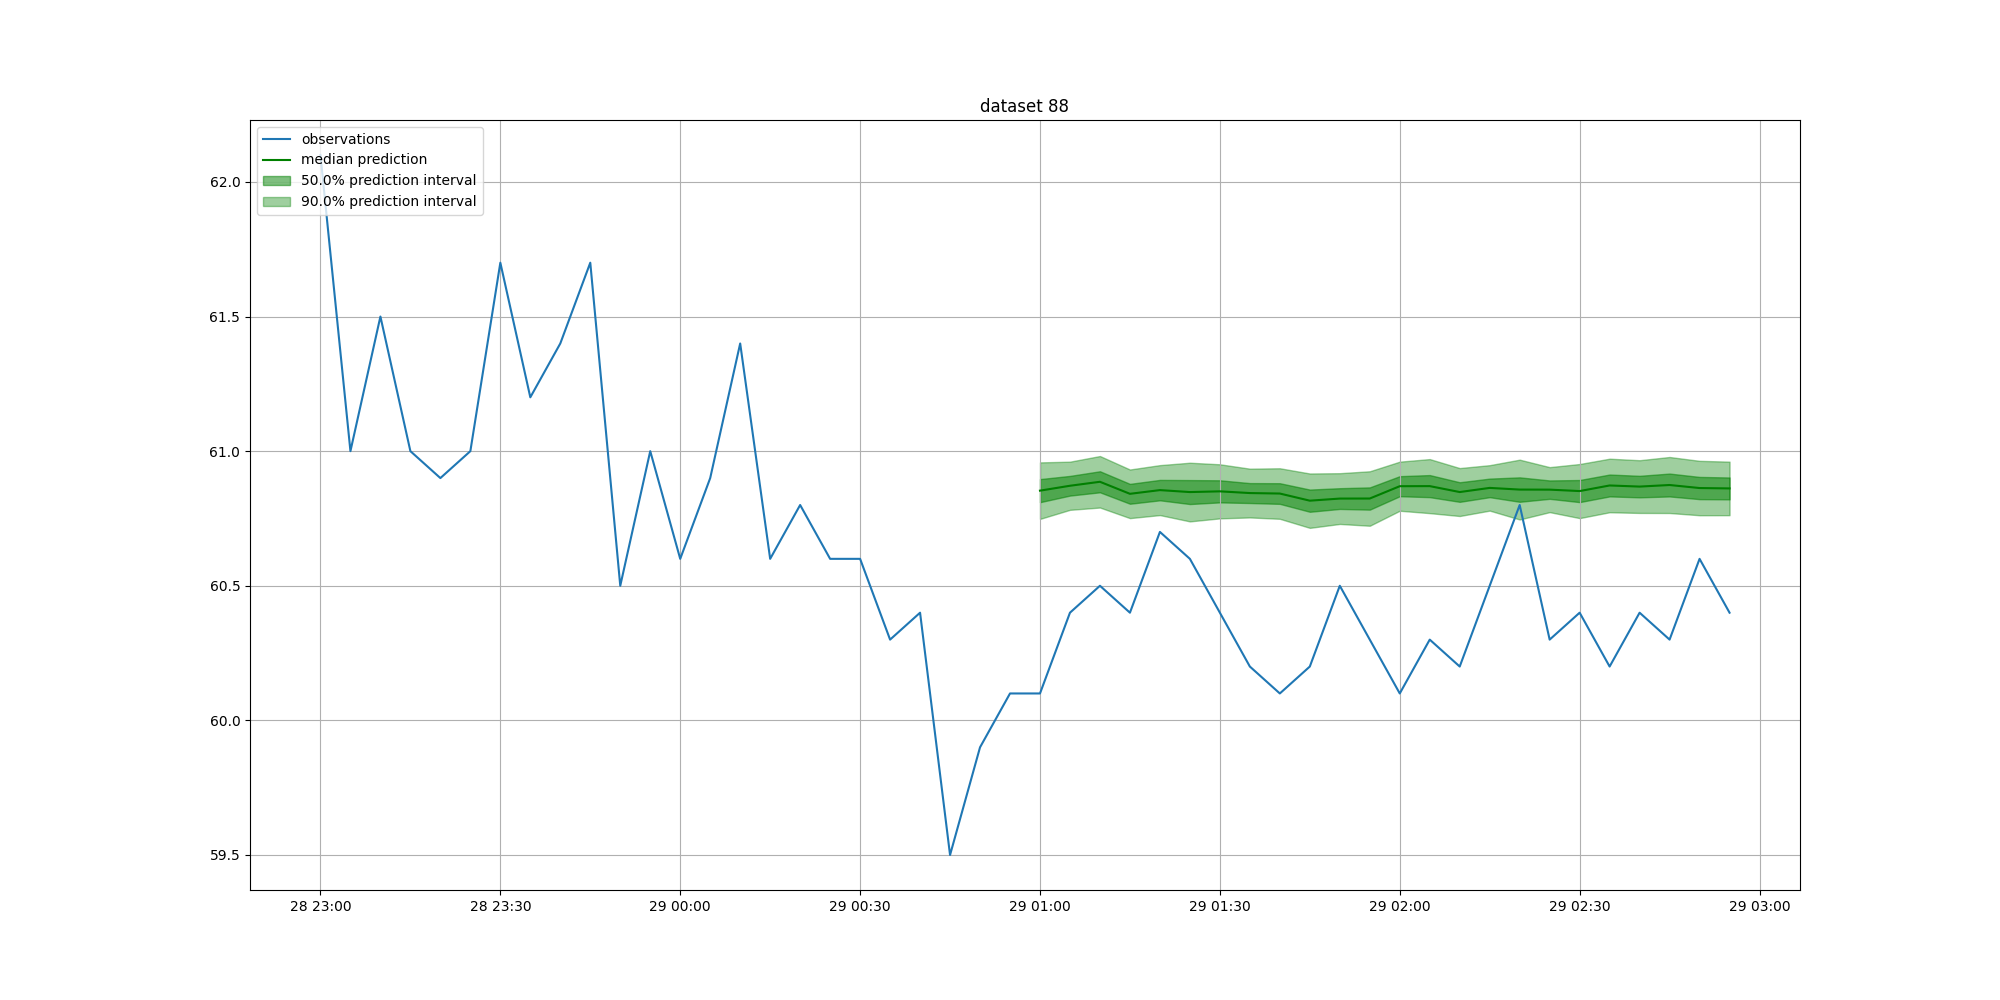 dataset 88
observations
median prediction
50.0% prediction interval
90.0% prediction interval
62.0
61.5
61.0
60.5
60.0
59.5
28 23:00 28 23:30 29 00:00 29 00:30 29 01:00 29 01:30 29 02:00 29 02:30 29 03:00